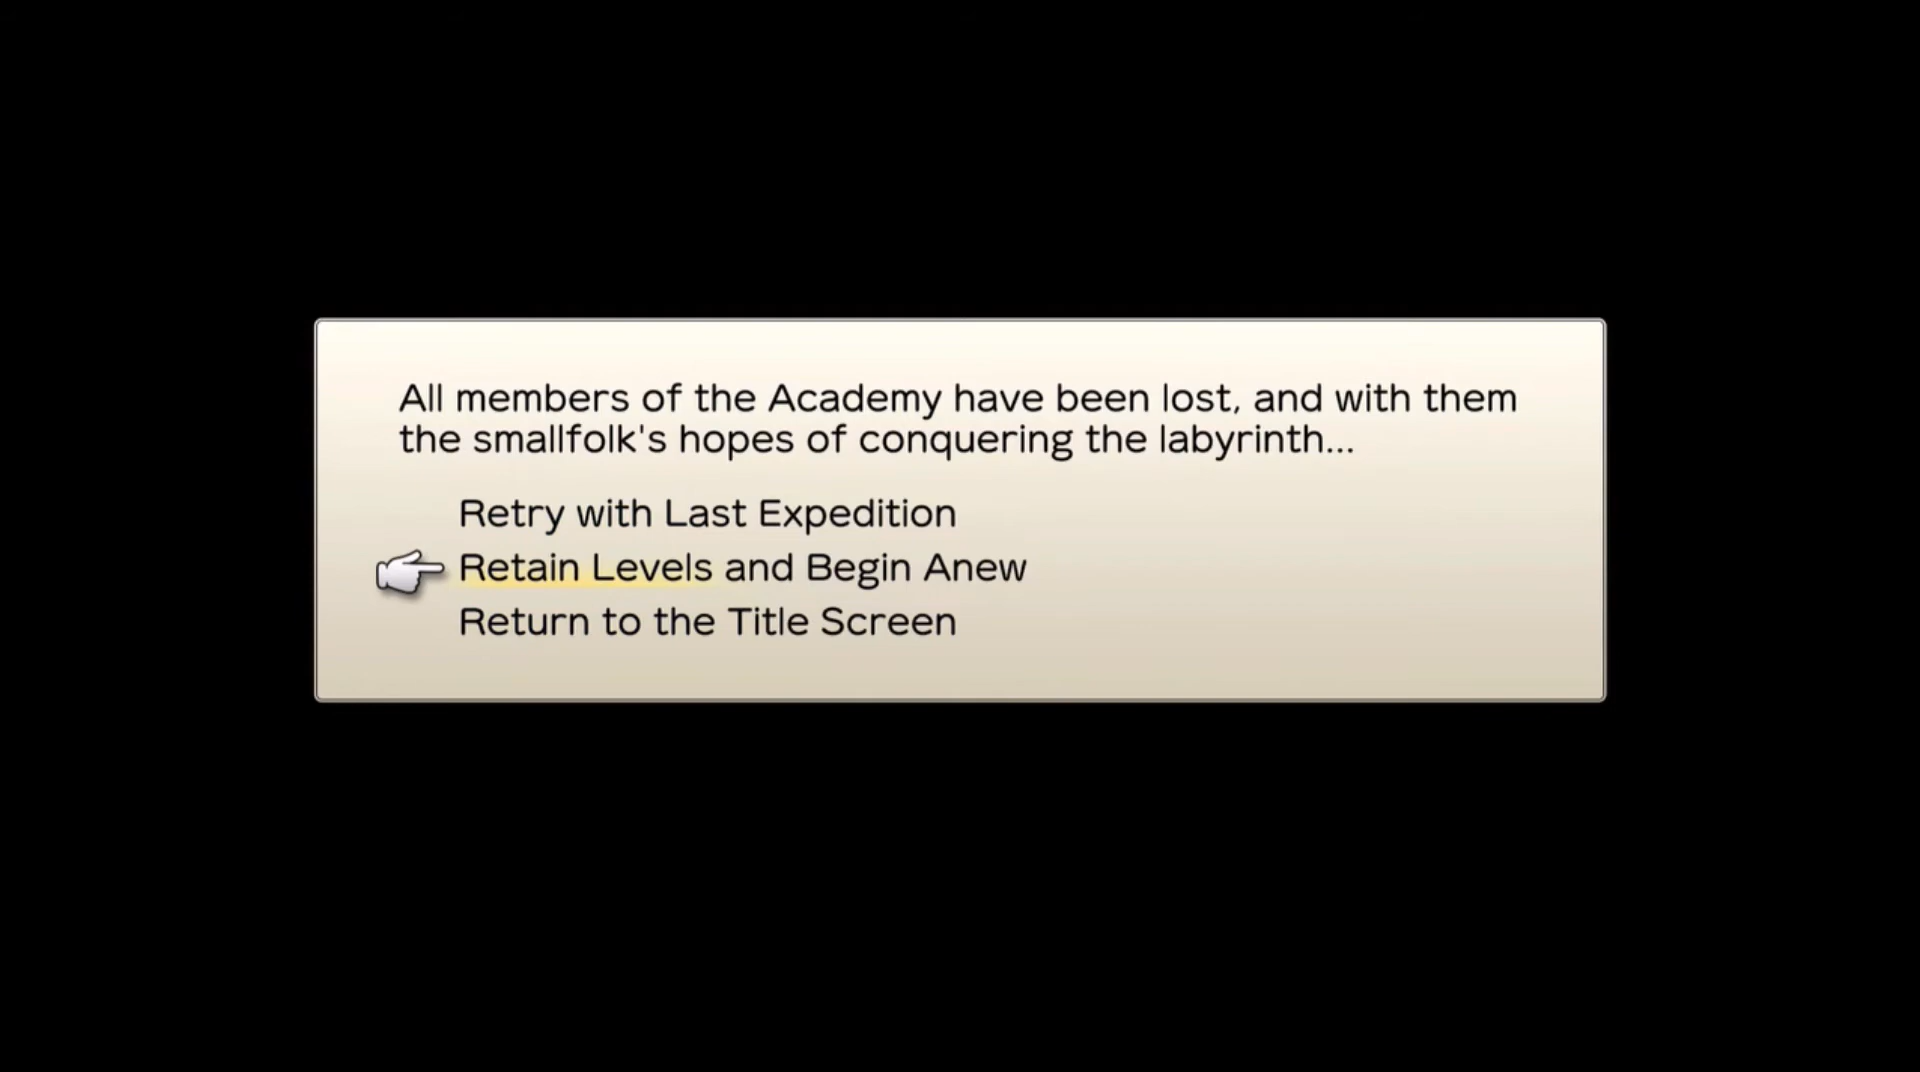 All members of the Academy have been lost, and with them
the smallfolk's hopes of conquering the labyrinth...
Retry with Last Expedition
Retain Levels and Begin Anew
Return to the Title Screen